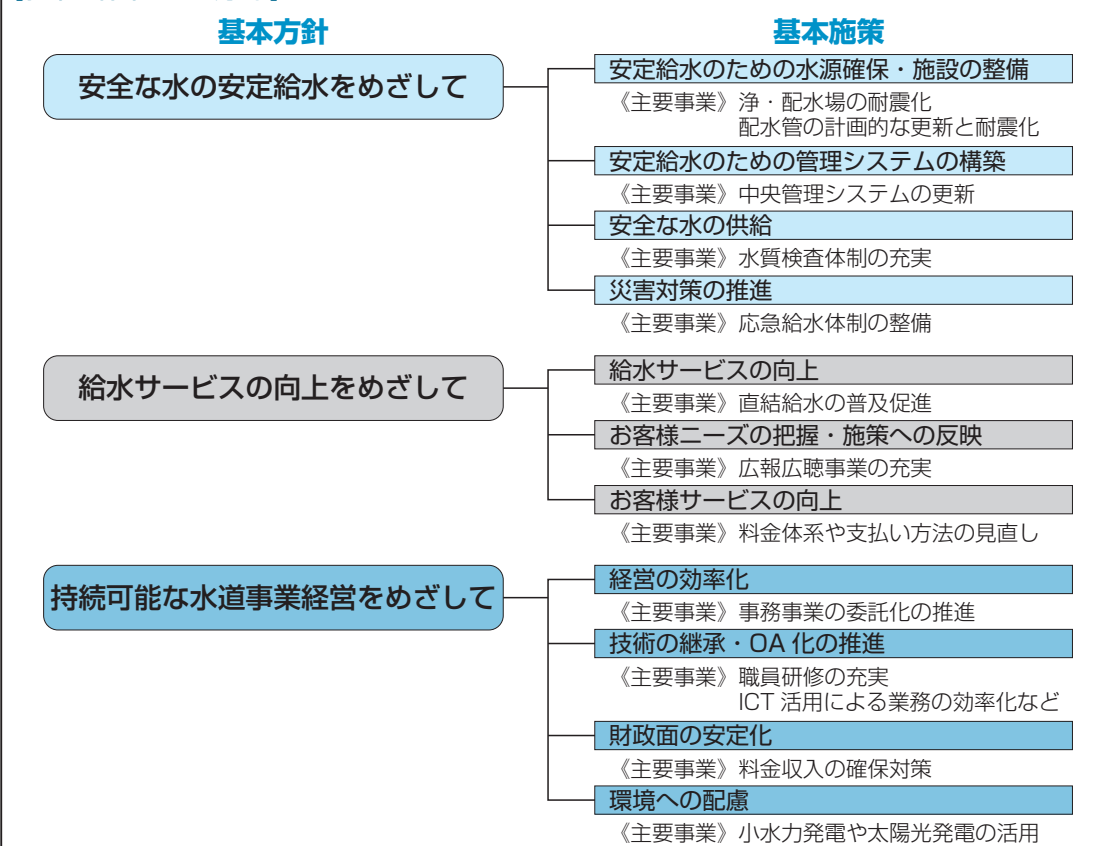 基本方針
基本施策
安全な水の安定給水をめざして
安定給水のための水源確保・施設の整備
《主要事業》浄・配水場の耐震化
配水管の計画的な更新と耐震化
安定給水のための管理システムの構築
《主要事業》中央管理システムの更新
安全な水の供給
《主要事業》水質検査体制の充実
災害対策の推進
《主要事業》応急給水体制の整備
給水サービスの向上をめざして
給水サービスの向上
《主要事業》直結給水の普及促進
お客様ニーズの把握・施策への反映
《主要事業》広報広聴事業の充実
お客様サービスの向上
《主要事業》料金体系や支払い方法の見直し
持続可能な水道事業経営をめざして
経営の効率化
《主要事業》事務事業の委託化の推進
技術の継承・OA 化の推進
《主要事業》職員研修の充実
ICT 活用による業務の効率化など
財政面の安定化
《主要事業》料金収入の確保対策
環境への配慮
《主要事業》小水力発電や太陽光発電の活用